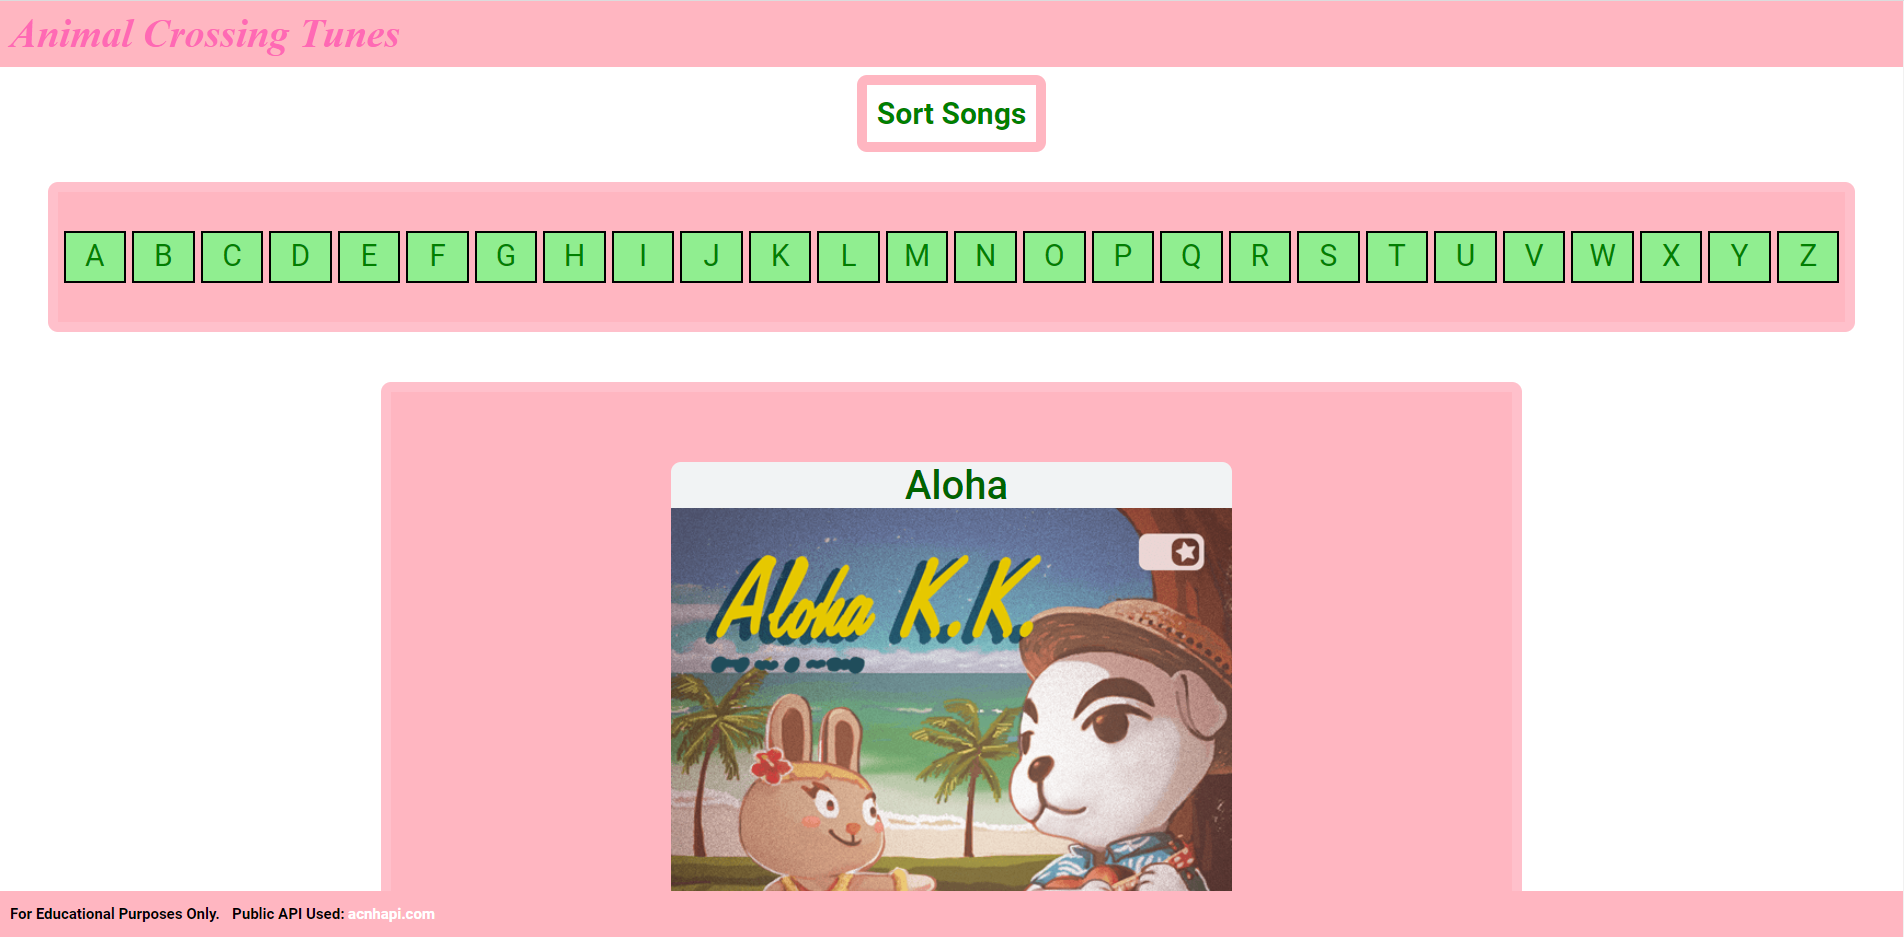 Animal Crossing Tunes
Sort Songs
A B C D E F G H I J K L M N O P Q R S T U V W X Y Z
Aloha
Aloha K.K.
For Educational Purposes Only. Public API Used: acnhapi.com